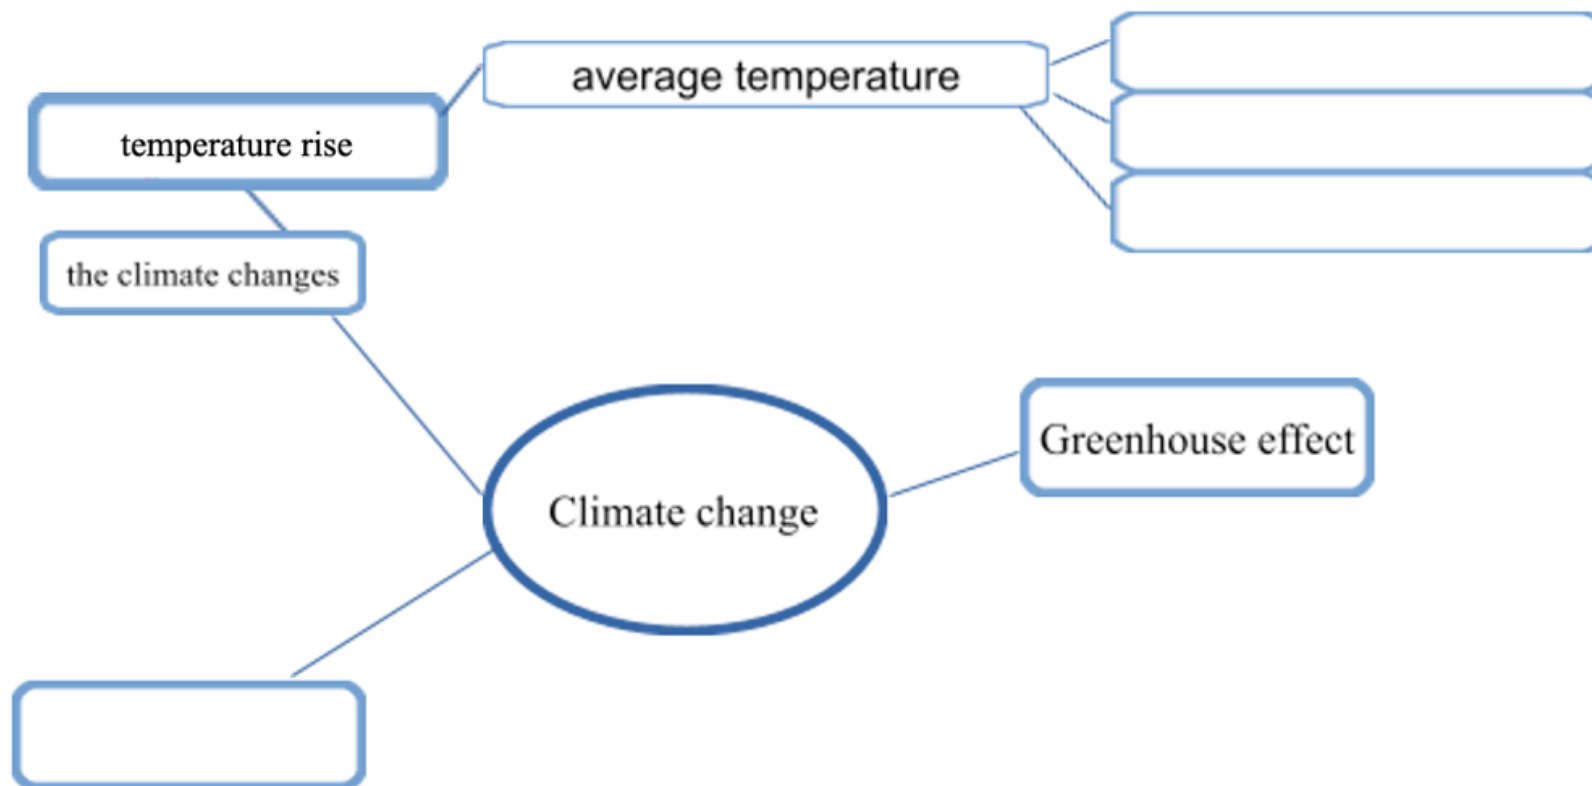 average temperature
temperature rise
the climate changes
Greenhouse effect
Climate change